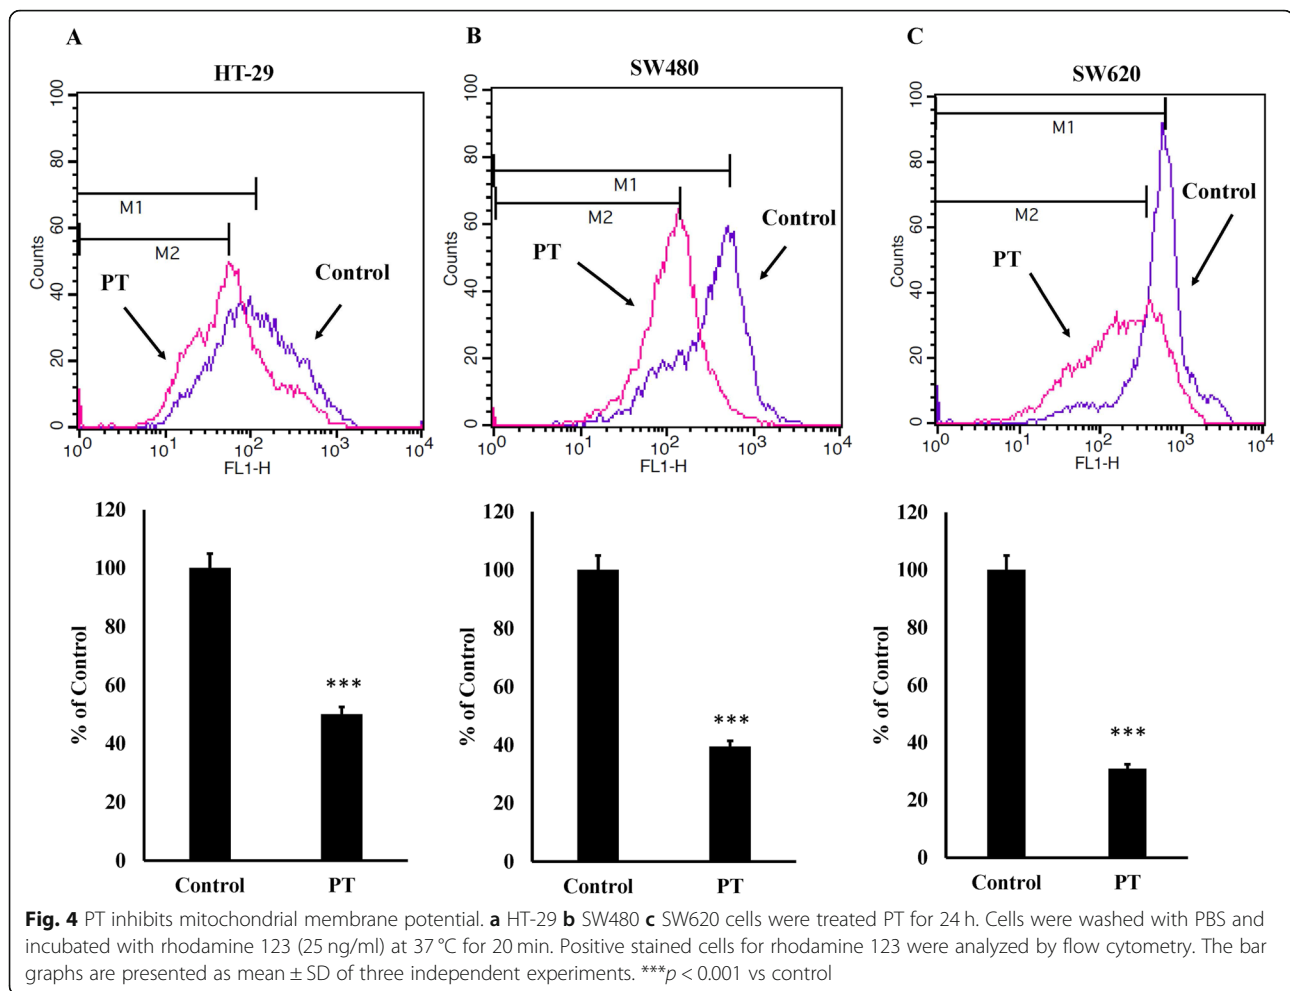 A
HT-29
100
80
60
40
20
0
Counts
M1
M2
PT
Control
10^0 10^1 10^2 10^3 10^4
FL1-H
B
SW480
100
80
60
40
20
0
Counts
M1
M2
PT
Control
10^0 10^1 10^2 10^3 10^4
FL1-H
C
SW620
100
80
60
40
20
0
Counts
M1
M2
PT
Control
10^0 10^1 10^2 10^3 10^4
FL1-H
120
100
80
60
40
20
0
% of Control
***
Control PT
120
100
80
60
40
20
0
% of Control
***
Control PT
120
100
80
60
40
20
0
% of Control
***
Control PT
Fig. 4 PT inhibits mitochondrial membrane potential. a HT-29 b SW480 c SW620 cells were treated PT for 24 h. Cells were washed with PBS and
incubated with rhodamine 123 (25 ng/ml) at 37 °C for 20 min. Positive stained cells for rhodamine 123 were analyzed by flow cytometry. The bar
graphs are presented as mean ± SD of three independent experiments. ***p < 0.001 vs control